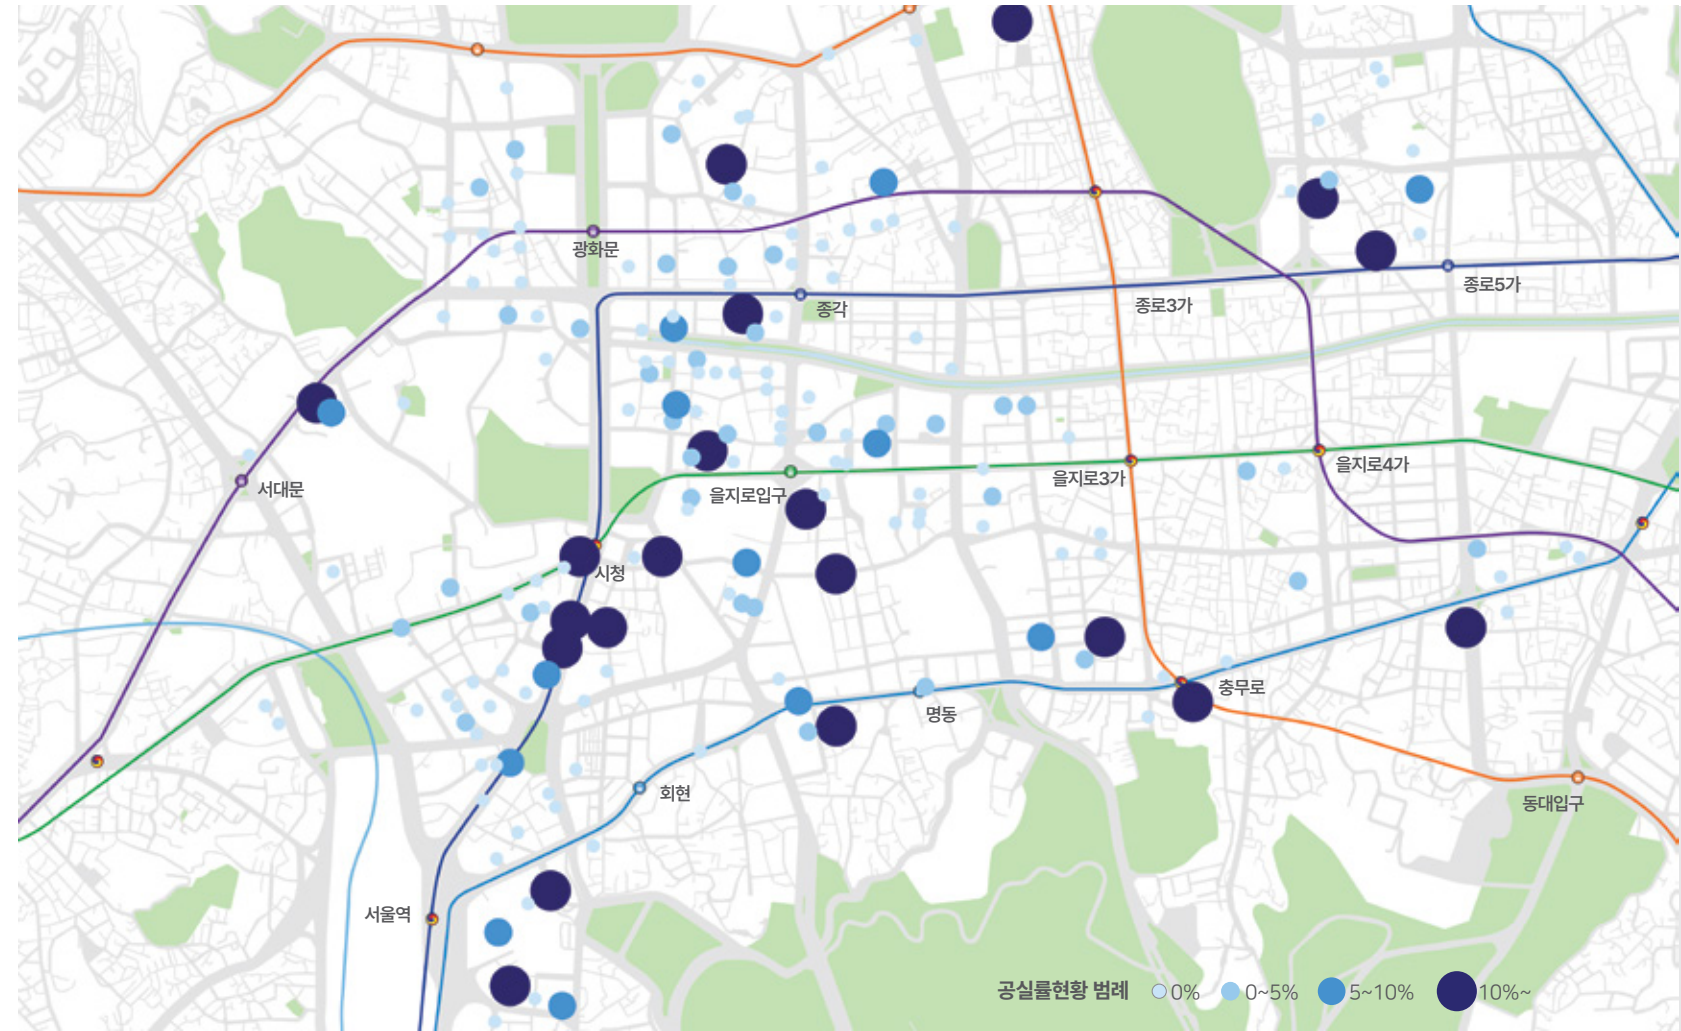 광화문
종각
종로3가
종로5가
서대문
을지로입구
을지로3가
을지로4가
시청
명동
충무로
회현
동대입구
서울역
공실률현황 범례 0% 0~5% 5~10% 10%~